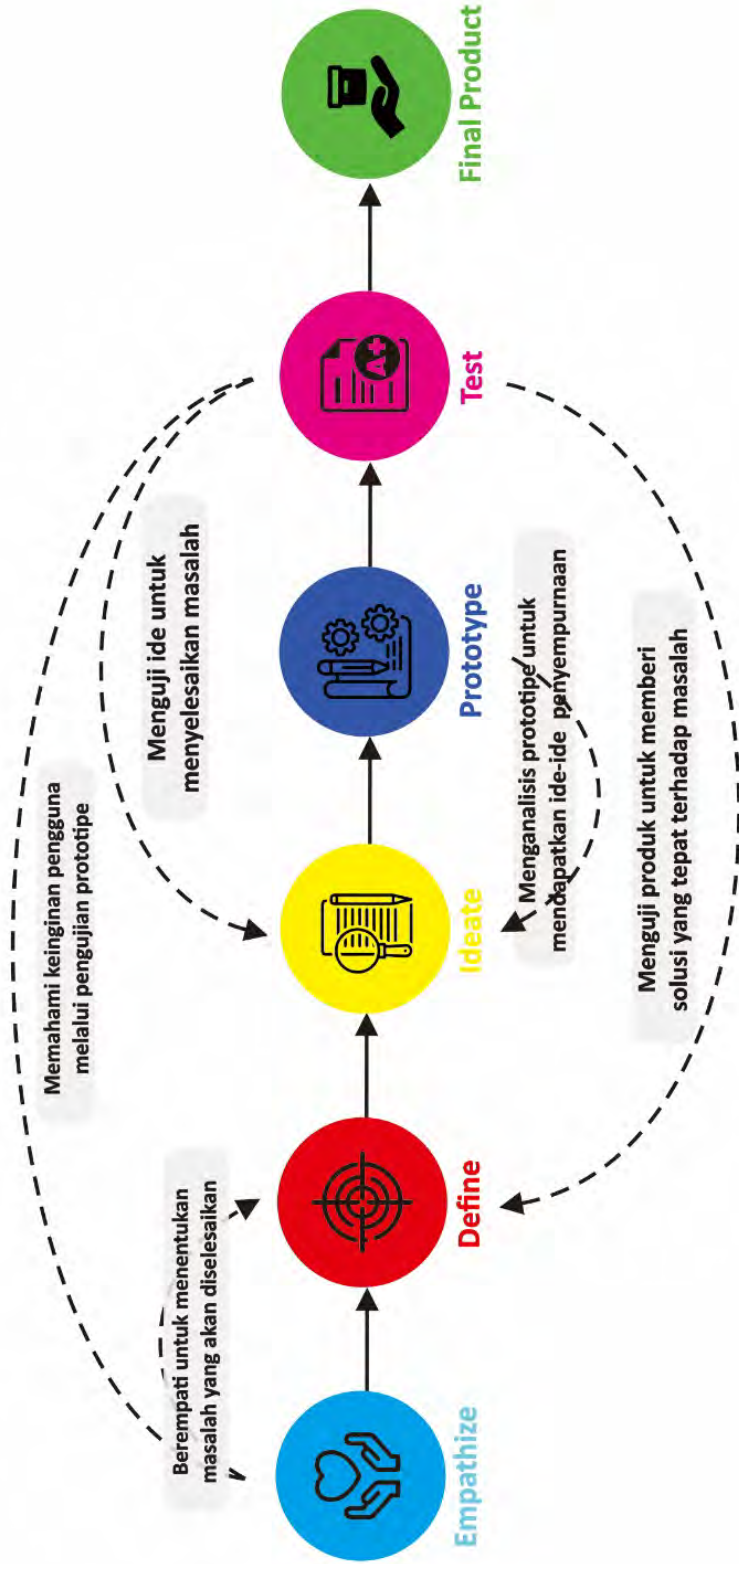 Memahami keinginan pengguna
melalui pengujian prototipe
Menguji ide untuk
menyelesaikan masalah
Berempati untuk menentukan
masalah yang akan diselesaikan
A+
Empathize
Define
Ideate
Prototype
Test
Final Product
Menganalisis prototipe untuk
mendapatkan ide-ide penyempurnaan
Menguji produk untuk memberi
solusi yang tepat terhadap masalah